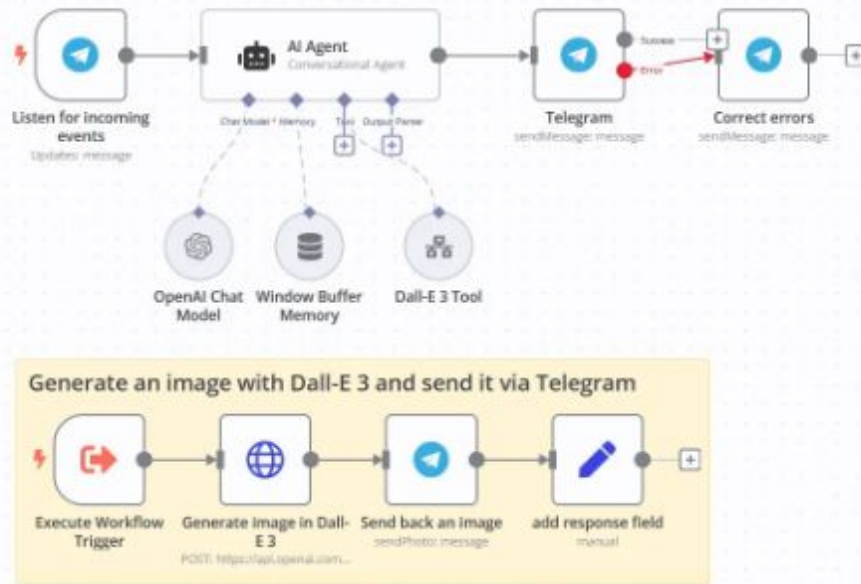 AI Agent
Conversational Agent
Success
Error
Listen for incoming
events
Updates: message
Chat Model * Memory Tool Output Parser
Telegram
sendMessage: message
Correct errors
sendMessage: message
OpenAI Chat
Model
Window Buffer
Memory
Dall-E 3 Tool
Generate an image with Dall-E 3 and send it via Telegram
Execute Workflow
Trigger
Generate image in Dall-
E 3
POST: https://api.openai.com...
Send back an image
sendPhoto: message
add response field
manual